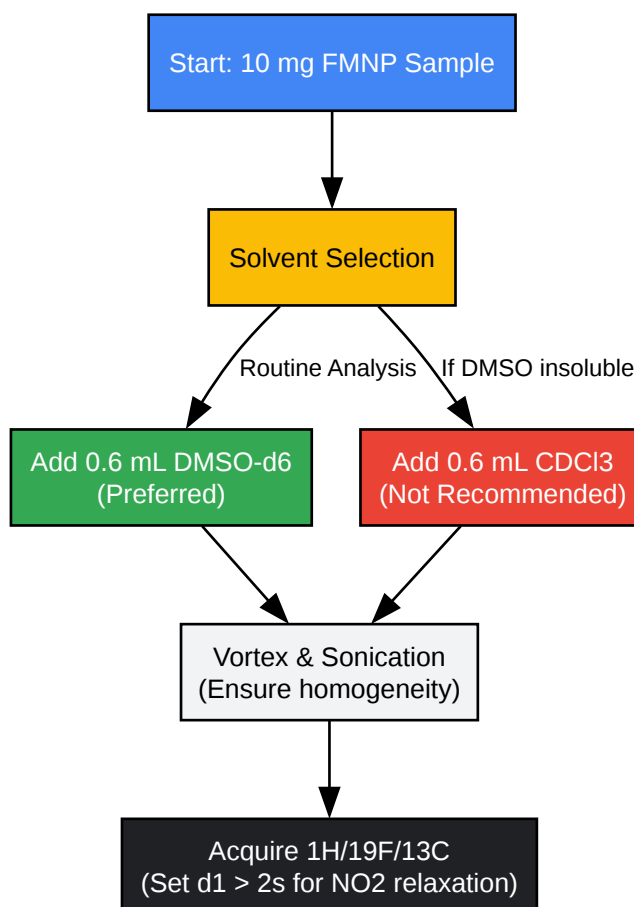 Start: 10 mg FMNP Sample
Solvent Selection
Routine Analysis
If DMSO insoluble
Add 0.6 mL DMSO-d6
(Preferred)
Add 0.6 mL CDCl3
(Not Recommended)
Vortex & Sonication
(Ensure homogeneity)
Acquire 1H/19F/13C
(Set d1 > 2s for NO2 relaxation)